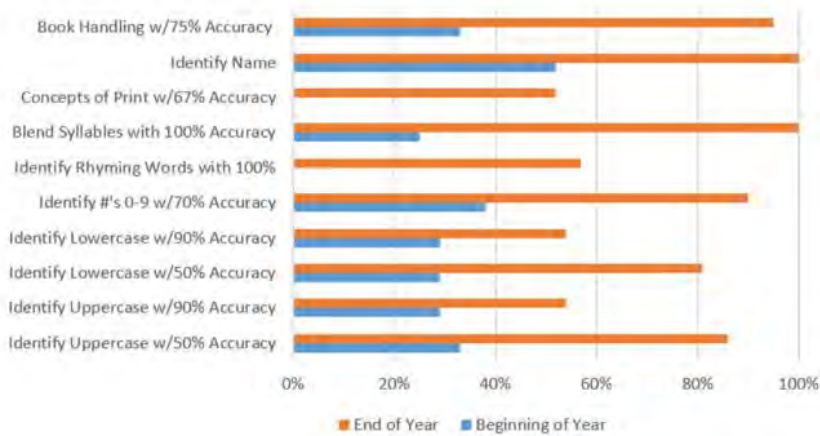 Book Handling w/75% Accuracy
Identify Name
Concepts of Print w/67% Accuracy
Blend Syllables with 100% Accuracy
Identify Rhyming Words with 100%
Identify #'s 0-9 w/70% Accuracy
Identify Lowercase w/90% Accuracy
Identify Lowercase w/50% Accuracy
Identify Uppercase w/90% Accuracy
Identify Uppercase w/50% Accuracy
0% 20% 40% 60% 80% 100%
End of Year Beginning of Year